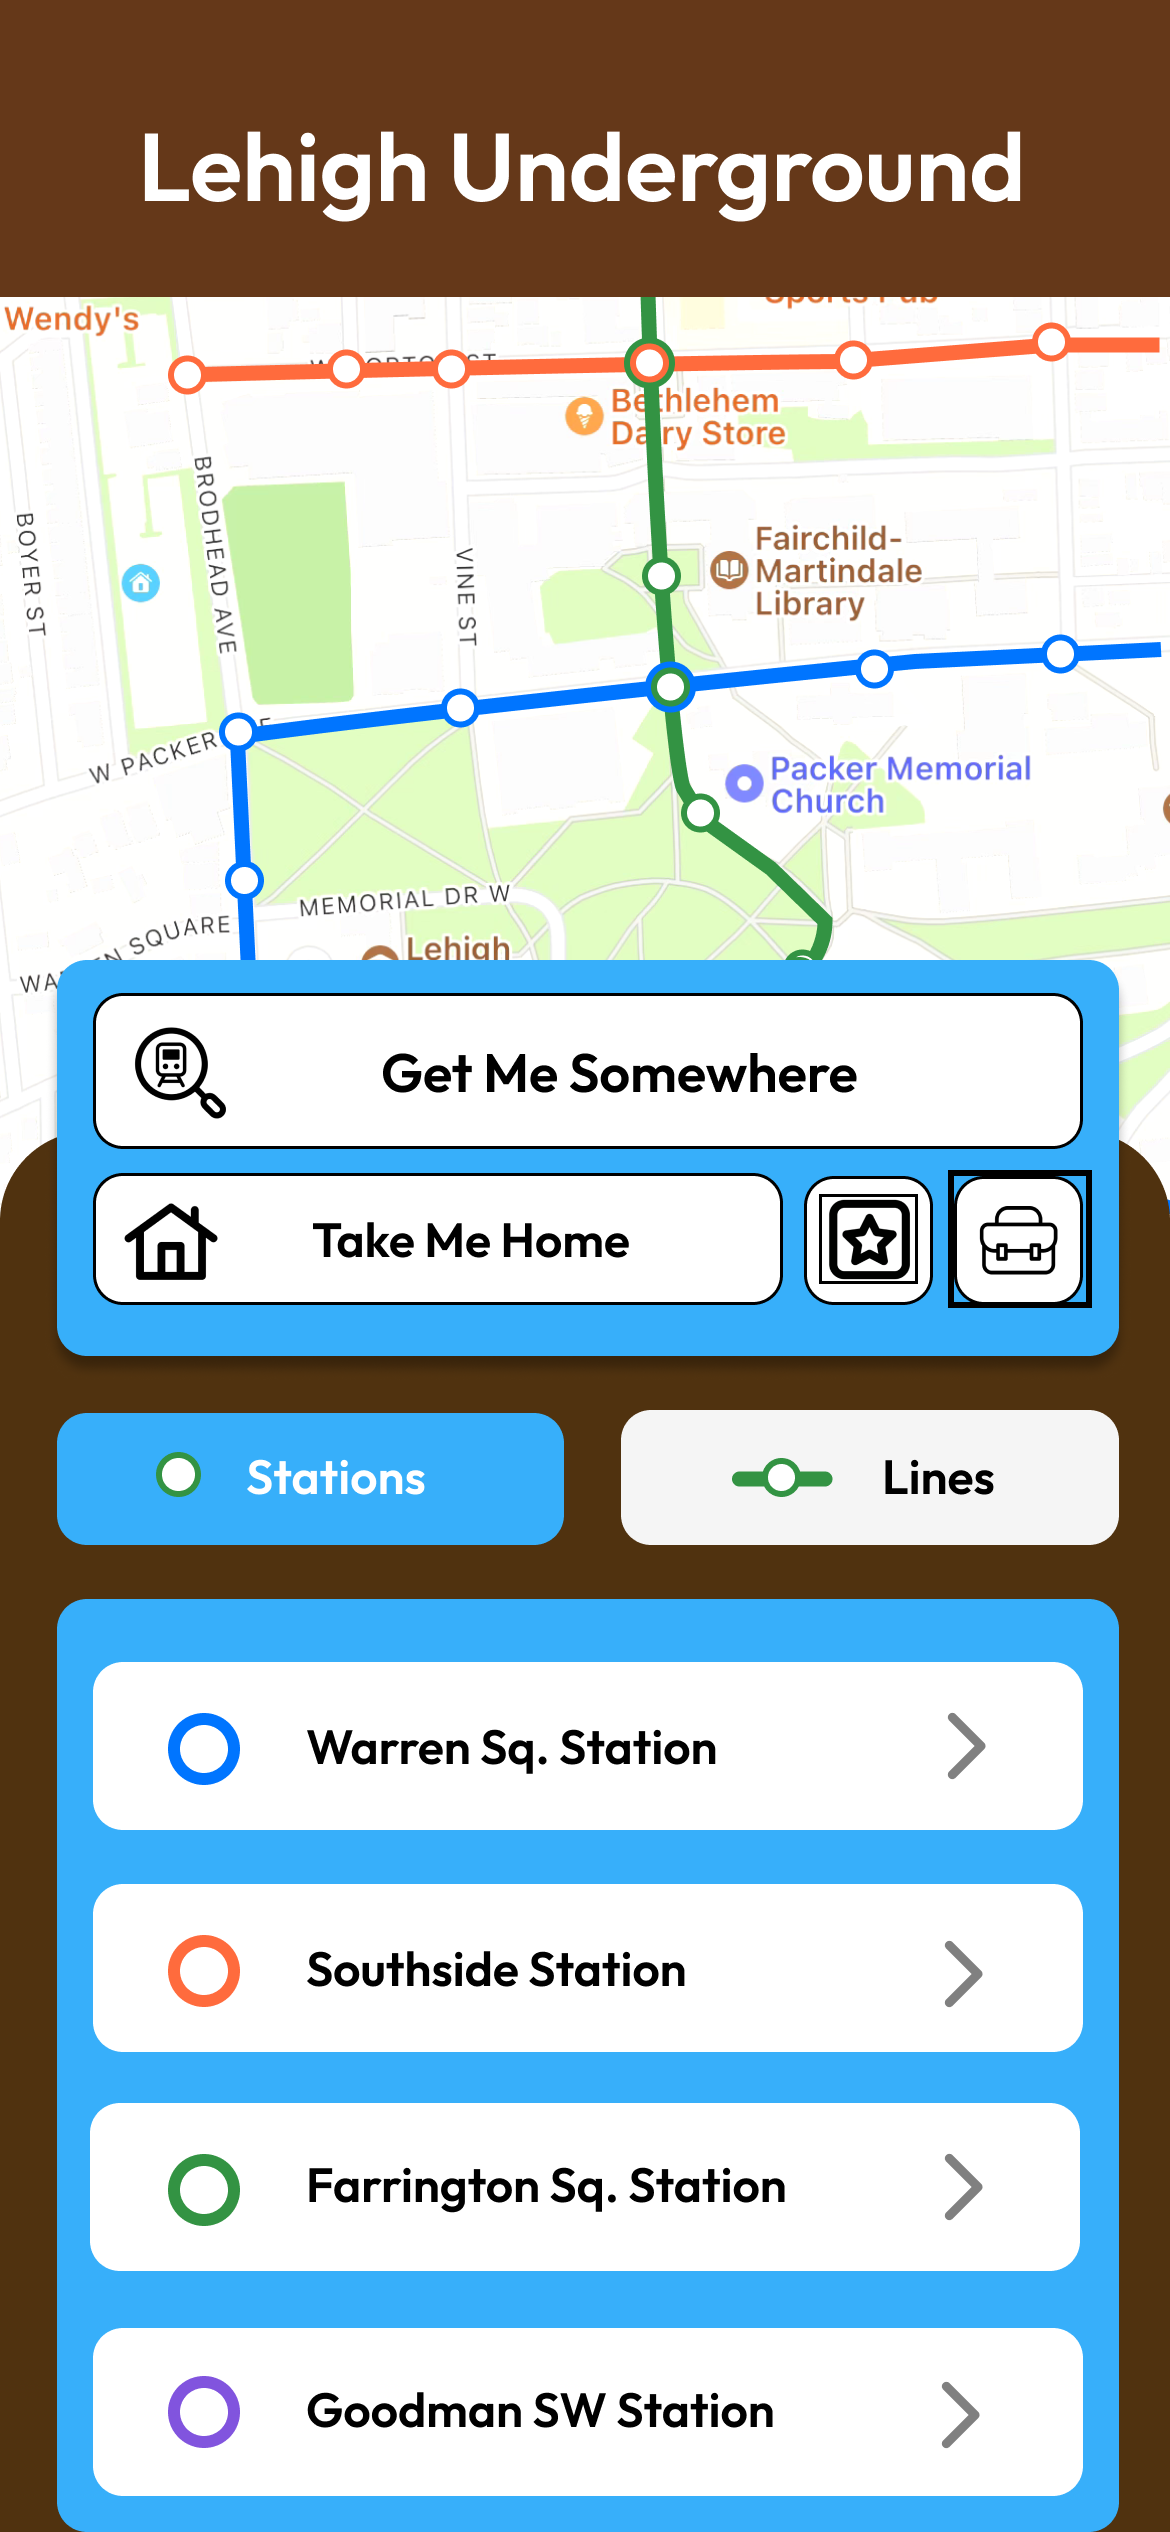 Lehigh Underground
Wendy's
Sports Pub
Bethlehem
Dairy Store
BRODHEAD AVE
BOYER ST
VINE ST
Fairchild-
Martindale
Library
W PACKER
Packer Memorial
Church
MEMORIAL DR W
SQUARE
Lehigh
Get Me Somewhere
Take Me Home
Stations
Lines
Warren Sq. Station
Southside Station
Farrington Sq. Station
Goodman SW Station